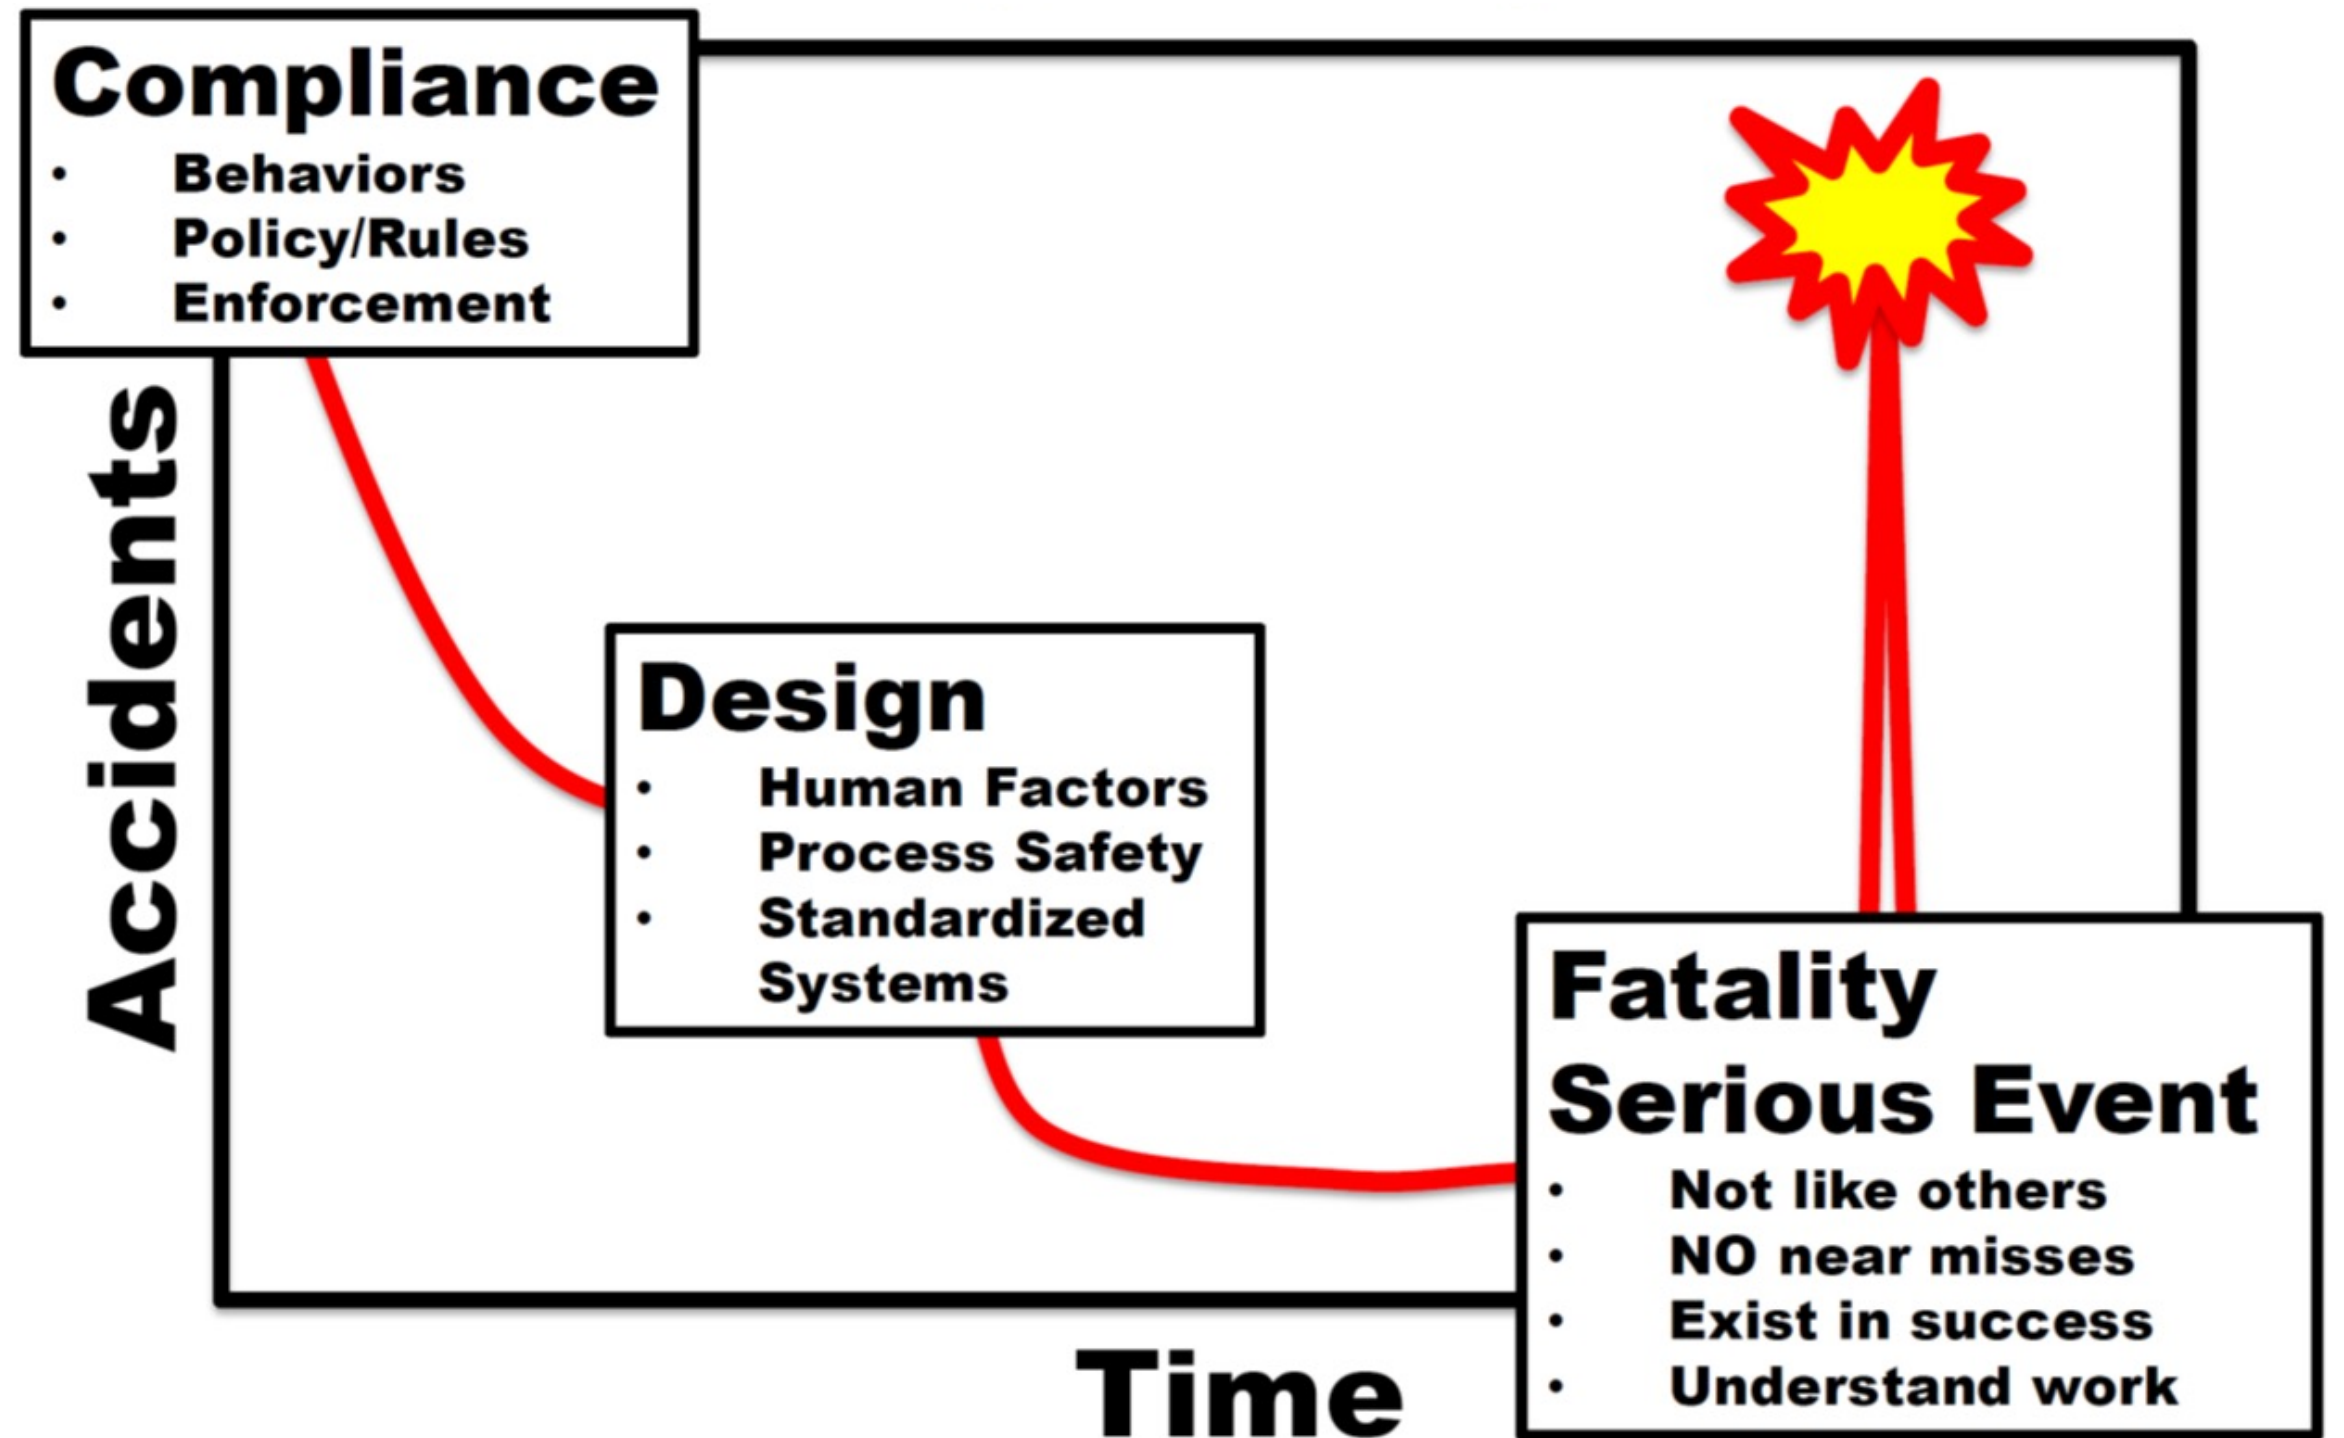 Compliance
• Behaviors
• Policy/Rules
• Enforcement
Accidents
Design
• Human Factors
• Process Safety
• Standardized
Systems
Fatality
Serious Event
• Not like others
• NO near misses
• Exist in success
• Understand work
Time